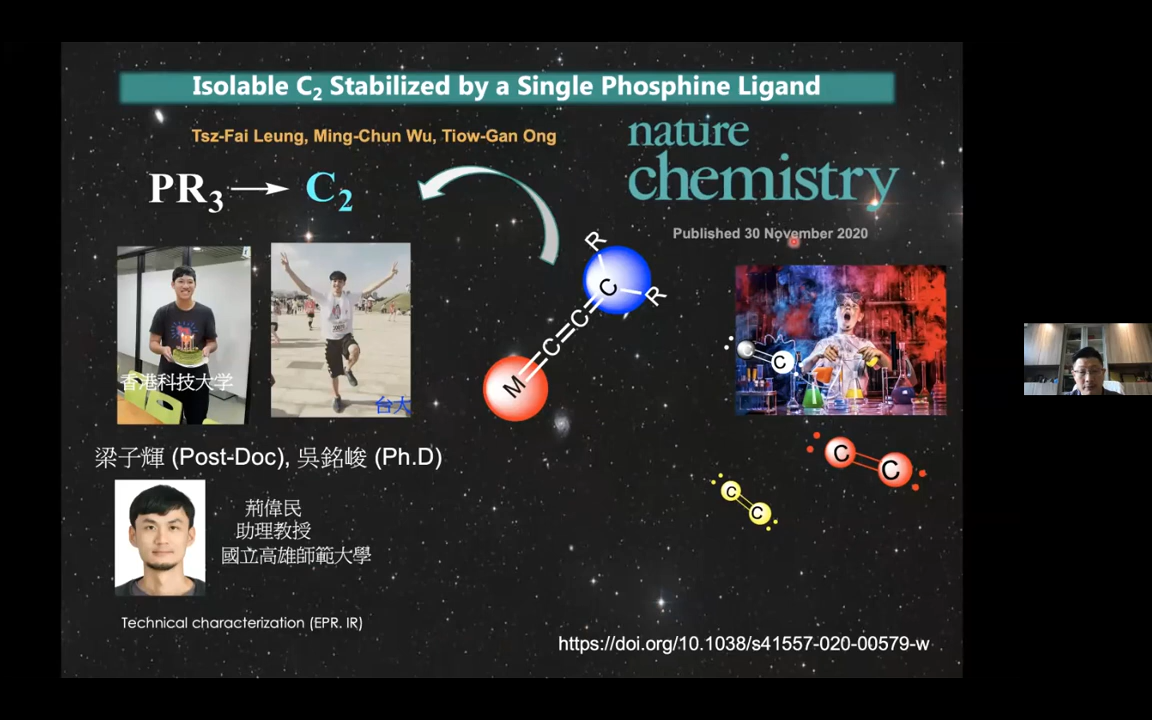 Isolable C2 Stabilized by a Single Phosphine Ligand
Tsz-Fai Leung, Ming-Chun Wu, Tiow-Gan Ong
nature
chemistry
PR3 → C2
Published 30 November 2020
R
C
R
C
C
M
C
香港科技大学
台大
梁子輝 (Post-Doc), 吳銘峻 (Ph.D)
C
C
C
C
荊偉民
助理教授
國立高雄師範大學
Technical characterization (EPR. IR)
https://doi.org/10.1038/s41557-020-00579-w